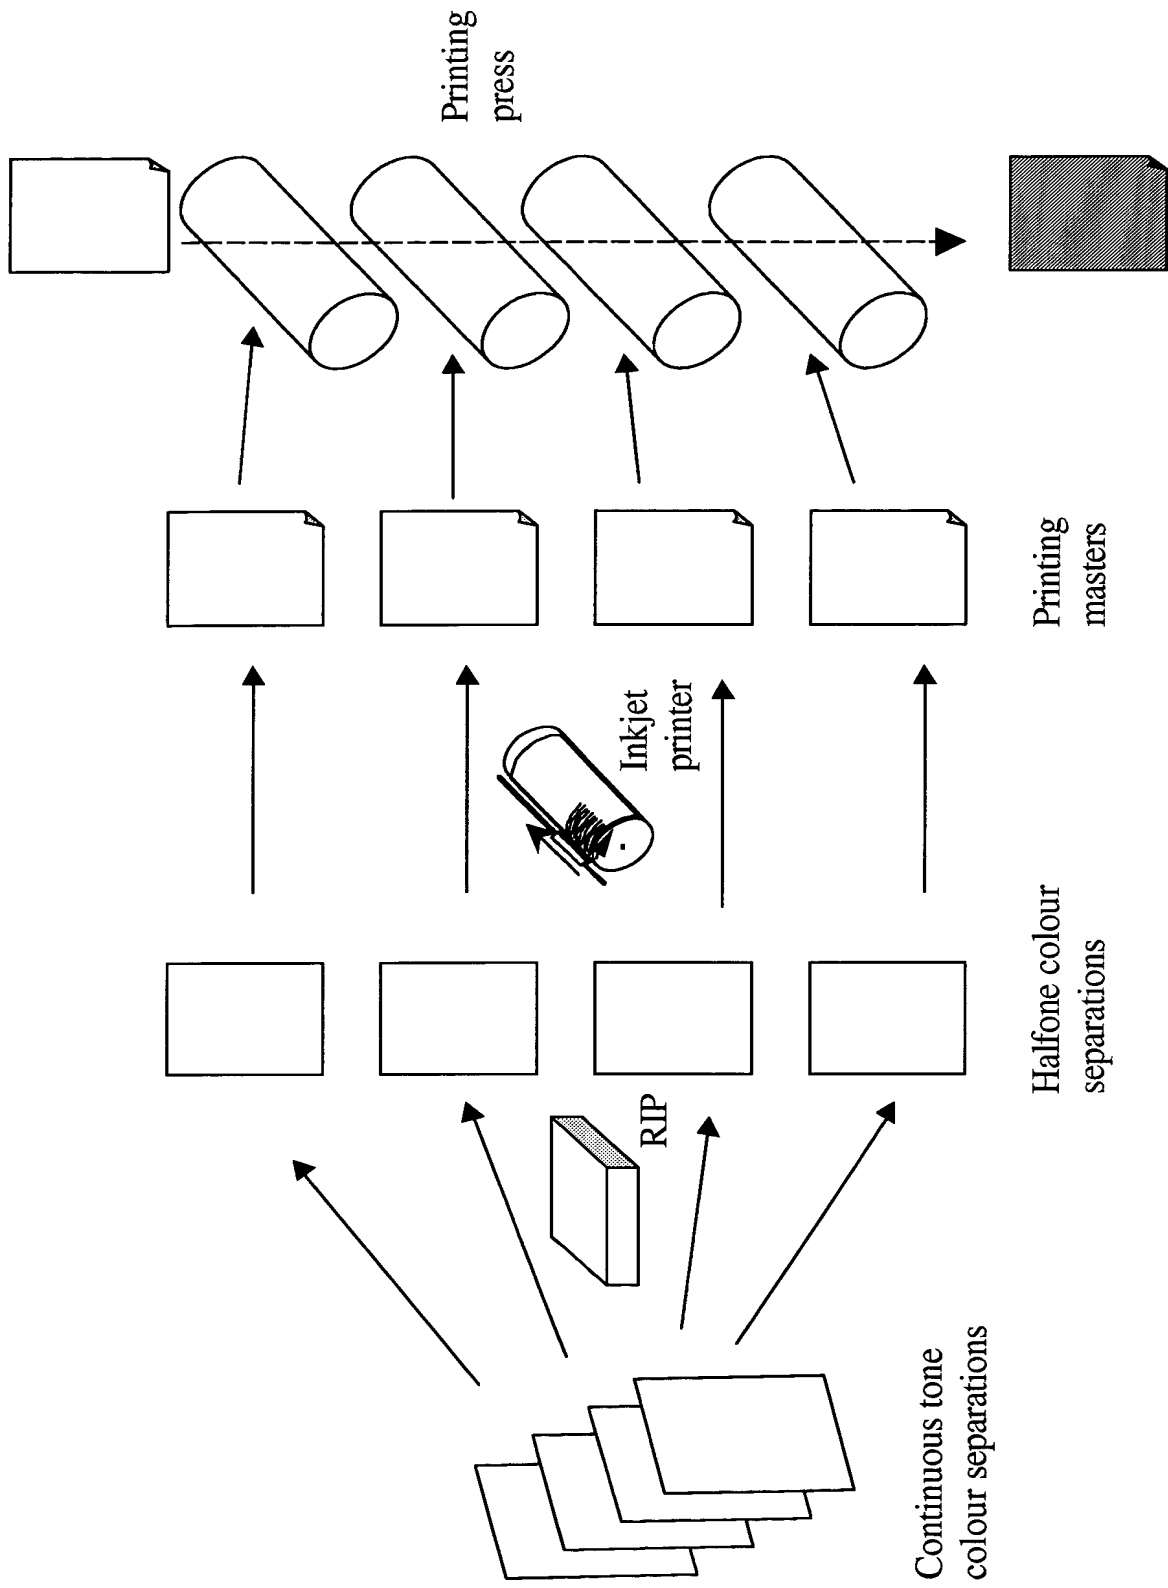 Continuous tone
colour separations
RIP
Halfone colour
separations
Inkjet
printer
Printing
masters
Printing
press